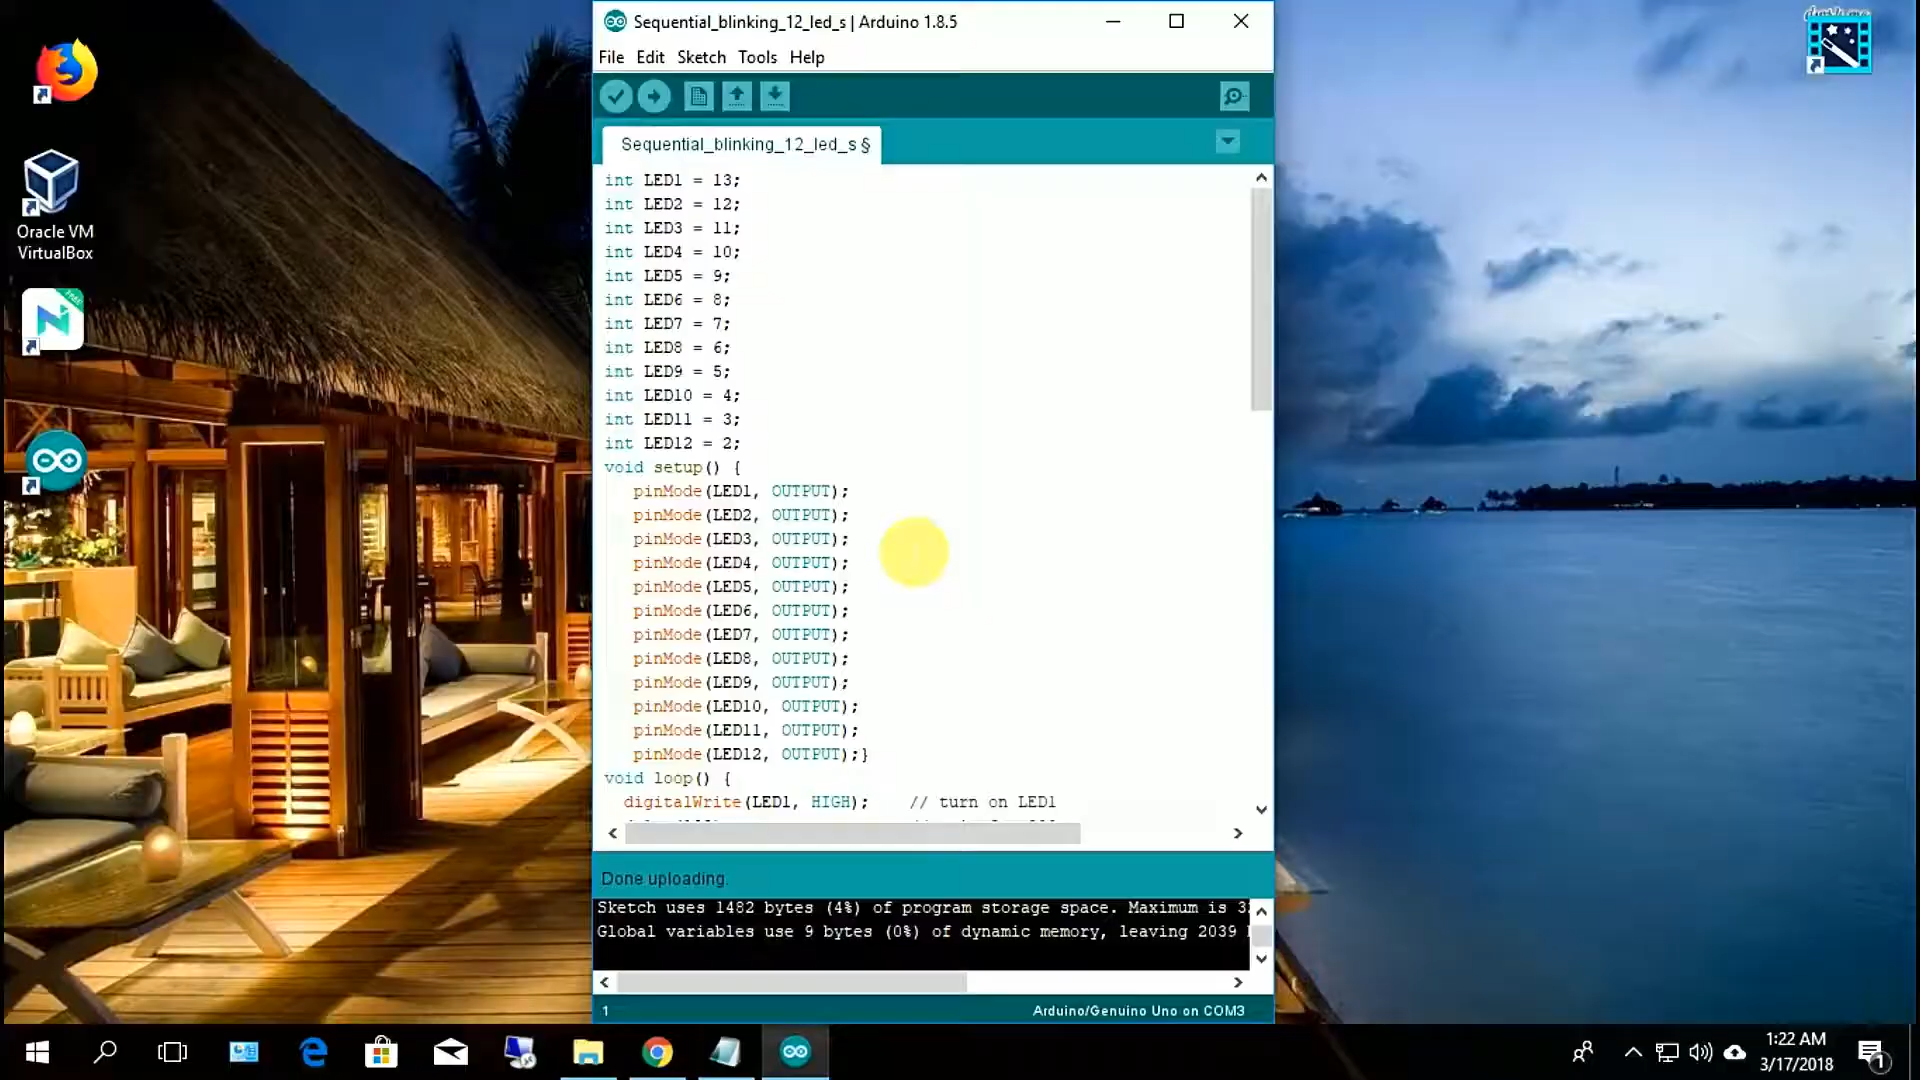 Sequential_blinking_12_led_s | Arduino 1.8.5
File Edit Sketch Tools Help
Sequential_blinking_12_led_s §
int LED1 = 13;
int LED2 = 12;
int LED3 = 11;
int LED4 = 10;
int LED5 = 9;
int LED6 = 8;
int LED7 = 7;
int LED8 = 6;
int LED9 = 5;
int LED10 = 4;
int LED11 = 3;
int LED12 = 2;
void setup() {
pinMode(LED1, OUTPUT);
pinMode(LED2, OUTPUT);
pinMode(LED3, OUTPUT);
pinMode(LED4, OUTPUT);
pinMode(LED5, OUTPUT);
pinMode(LED6, OUTPUT);
pinMode(LED7, OUTPUT);
pinMode(LED8, OUTPUT);
pinMode(LED9, OUTPUT);
pinMode(LED10, OUTPUT);
pinMode(LED11, OUTPUT);
pinMode(LED12, OUTPUT);}
void loop() {
digitalWrite(LED1, HIGH); // turn on LED1
Done uploading.
Sketch uses 1482 bytes (4%) of program storage space. Maximum is
Global variables use 9 bytes (0%) of dynamic memory, leaving 2039
1
Arduino/Genuino Uno on COM3
Oracle VM
VirtualBox
1:22 AM
3/17/2018
1